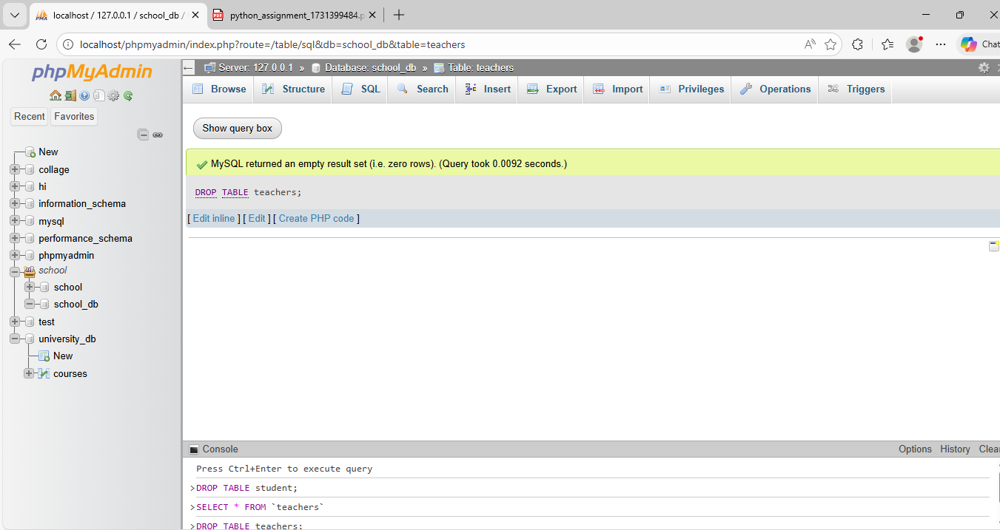 localhost / 127.0.0.1 / school_db /
python_assignment_1731399484.p
localhost/phpmyadmin/index.php?route=/table/sql&db=school_db&table=teachers
Chat
phpMyAdmin
Recent Favorites
New
collage
hi
information_schema
mysql
performance_schema
phpmyadmin
school
school
school_db
test
university_db
New
courses
Server: 127.0.0.1 » Database: school_db » Table: teachers
Browse Structure SQL Search Insert Export Import Privileges Operations Triggers
Show query box
MySQL returned an empty result set (i.e. zero rows). (Query took 0.0092 seconds.)
DROP TABLE teachers;
[ Edit inline ] [ Edit ] [ Create PHP code ]
Console Options History Clear
Press Ctrl+Enter to execute query
>DROP TABLE student;
>SELECT * FROM `teachers`
>DROP TABLE teachers;